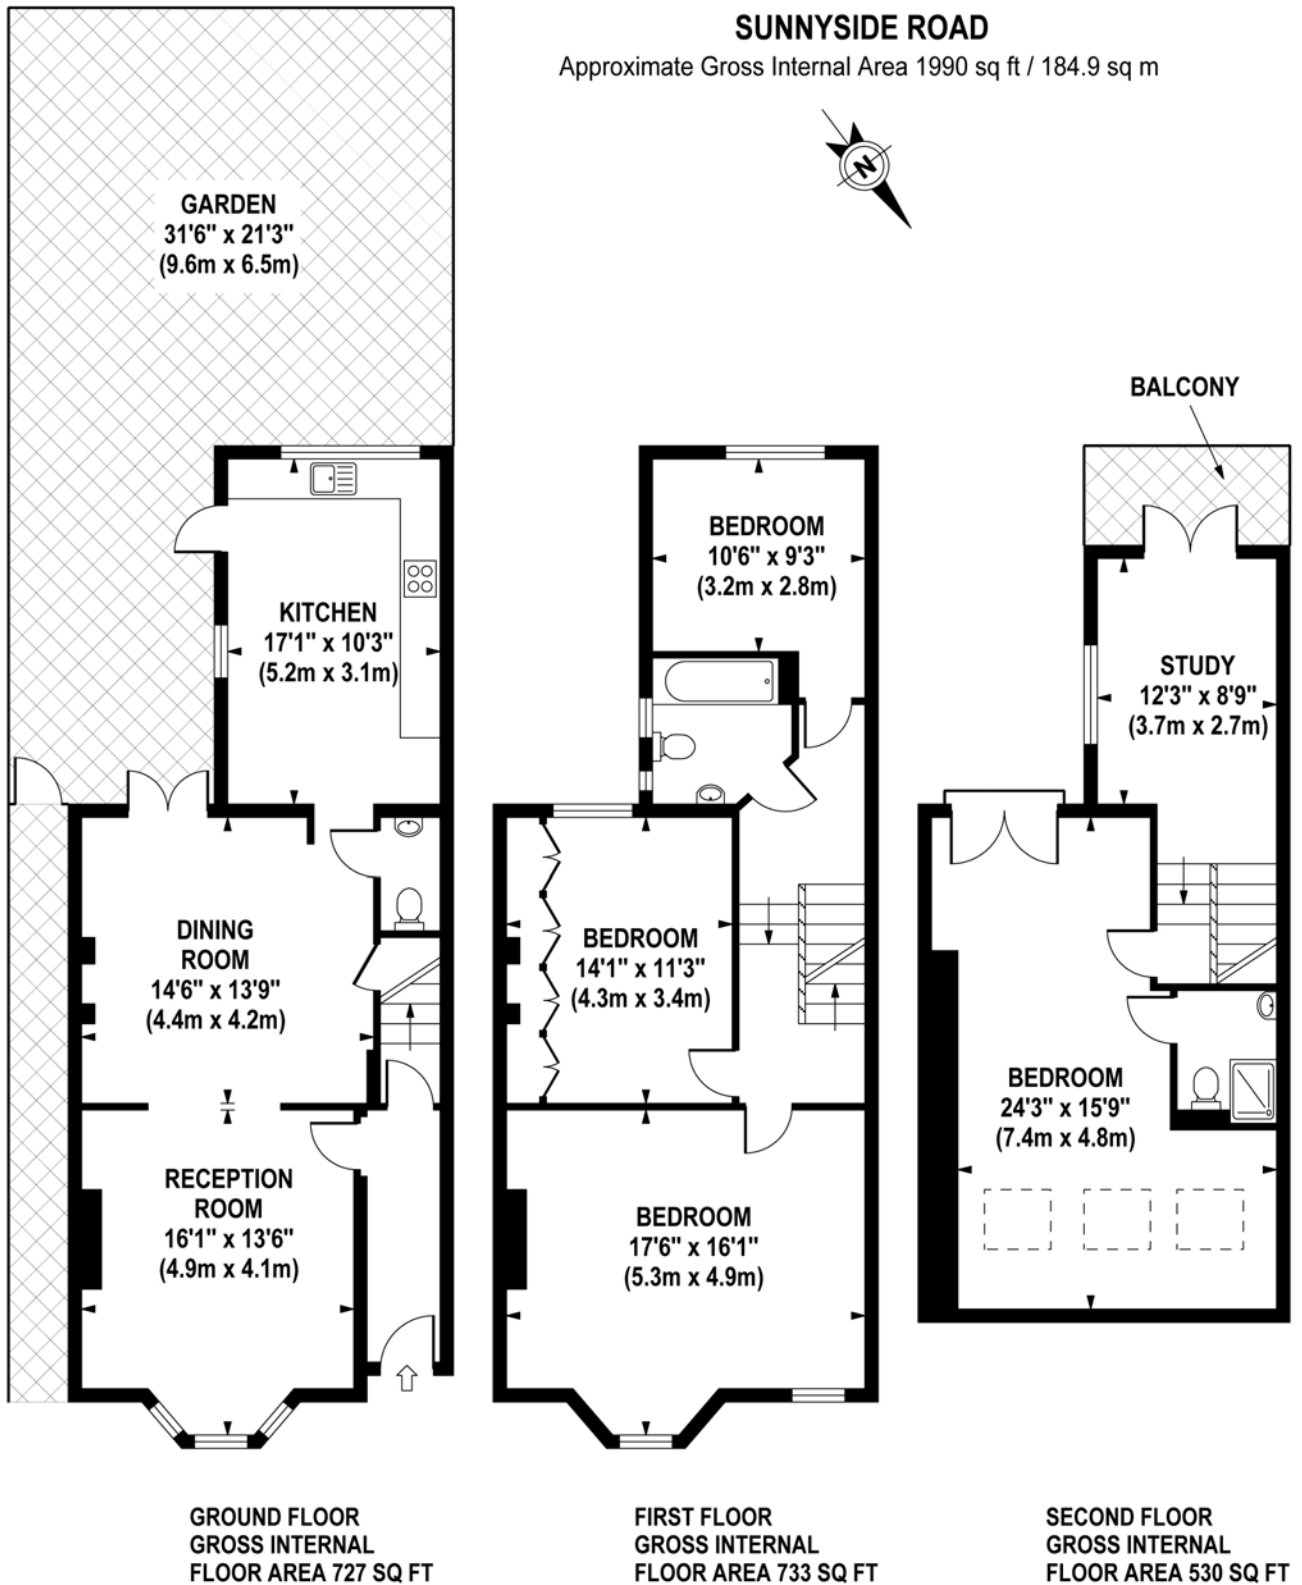 SUNNYSIDE ROAD
Approximate Gross Internal Area 1990 sq ft / 184.9 sq m
N
GARDEN
31'6" x 21'3"
(9.6m x 6.5m)
KITCHEN
17'1" x 10'3"
(5.2m x 3.1m)
DINING
ROOM
14'6" x 13'9"
(4.4m x 4.2m)
RECEPTION
ROOM
16'1" x 13'6"
(4.9m x 4.1m)
GROUND FLOOR
GROSS INTERNAL
FLOOR AREA 727 SQ FT
BEDROOM
10'6" x 9'3"
(3.2m x 2.8m)
BEDROOM
14'1" x 11'3"
(4.3m x 3.4m)
BEDROOM
17'6" x 16'1"
(5.3m x 4.9m)
FIRST FLOOR
GROSS INTERNAL
FLOOR AREA 733 SQ FT
BALCONY
STUDY
12'3" x 8'9"
(3.7m x 2.7m)
BEDROOM
24'3" x 15'9"
(7.4m x 4.8m)
SECOND FLOOR
GROSS INTERNAL
FLOOR AREA 530 SQ FT